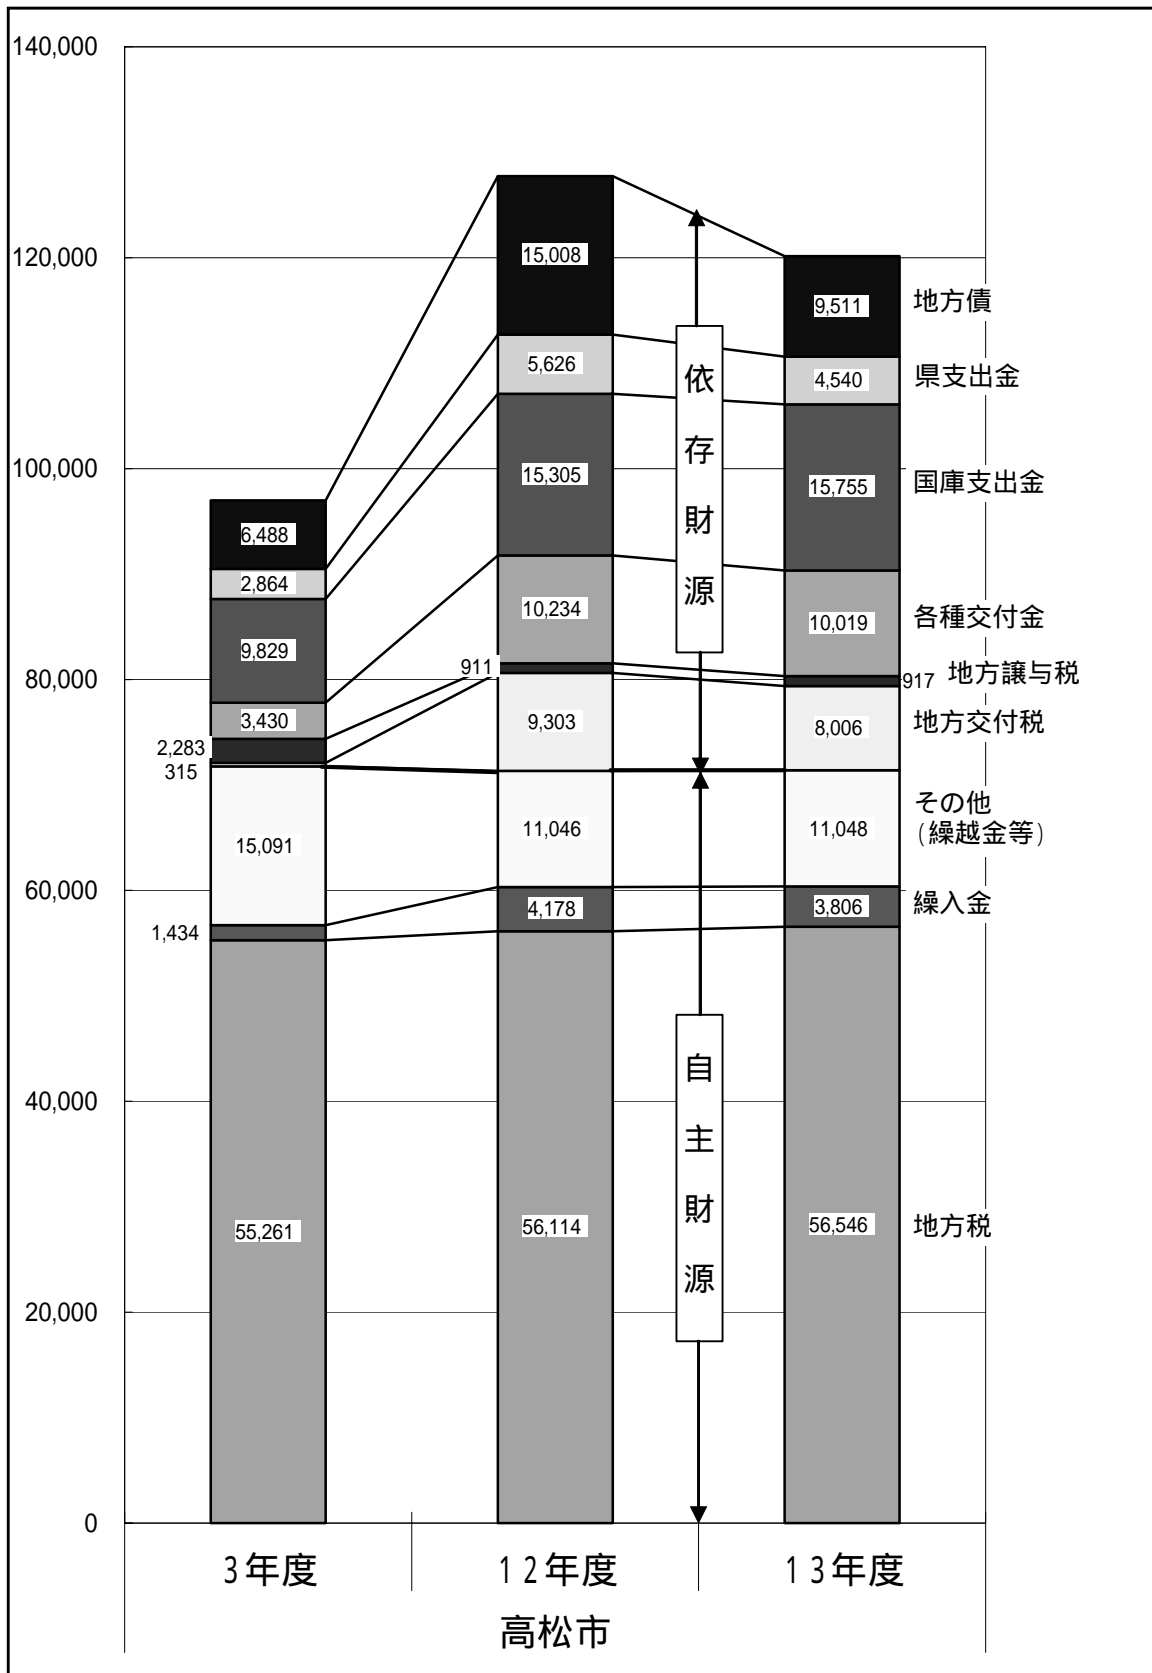 140,000
120,000
100,000
80,000
60,000
40,000
20,000
0
6,488
2,864
9,829
3,430
2,283
315
15,091
1,434
55,261
15,008
5,626
15,305
10,234
911
9,303
11,046
4,178
56,114
依存財源
自主財源
9,511
4,540
15,755
10,019
917
8,006
11,048
3,806
56,546
地方債
県支出金
国庫支出金
各種交付金
地方譲与税
地方交付税
その他
(繰越金等)
繰入金
地方税
3年度
12年度
13年度
高松市